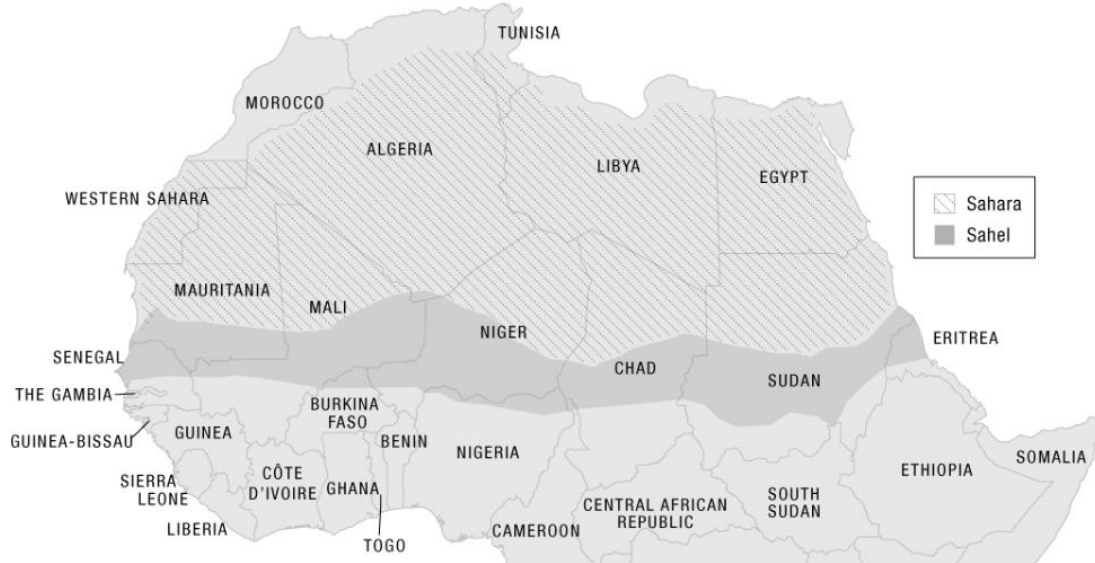 TUNISIA
MOROCCO
ALGERIA
LIBYA
EGYPT
WESTERN SAHARA
Sahara
Sahel
MAURITANIA
MALI
NIGER
CHAD
SUDAN
ERITREA
SENEGAL
THE GAMBIA
GUINEA-BISSAU
GUINEA
BURKINA
FASO
BENIN
NIGERIA
SIERRA
LEONE
CÔTE
D'IVOIRE
GHANA
LIBERIA
TOGO
CAMEROON
CENTRAL AFRICAN
REPUBLIC
SOUTH
SUDAN
ETHIOPIA
SOMALIA